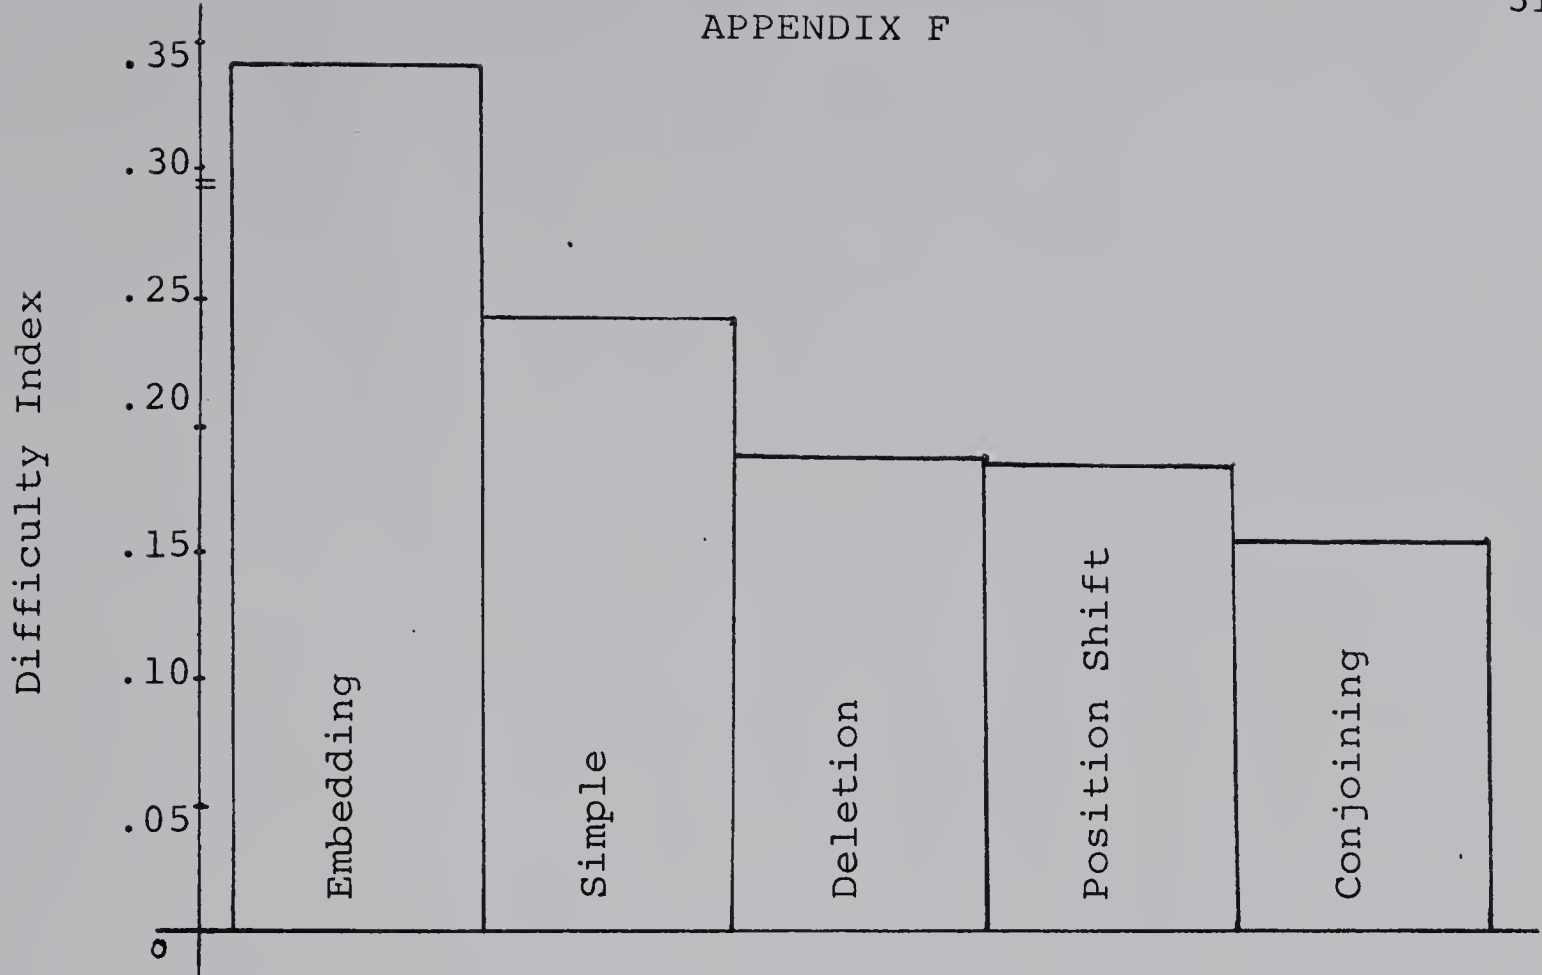 APPENDIX F
.35
.30
.25
.20
.15
.10
.05
0
Difficulty Index
Embedding
Simple
Deletion
Position Shift
Conjoining